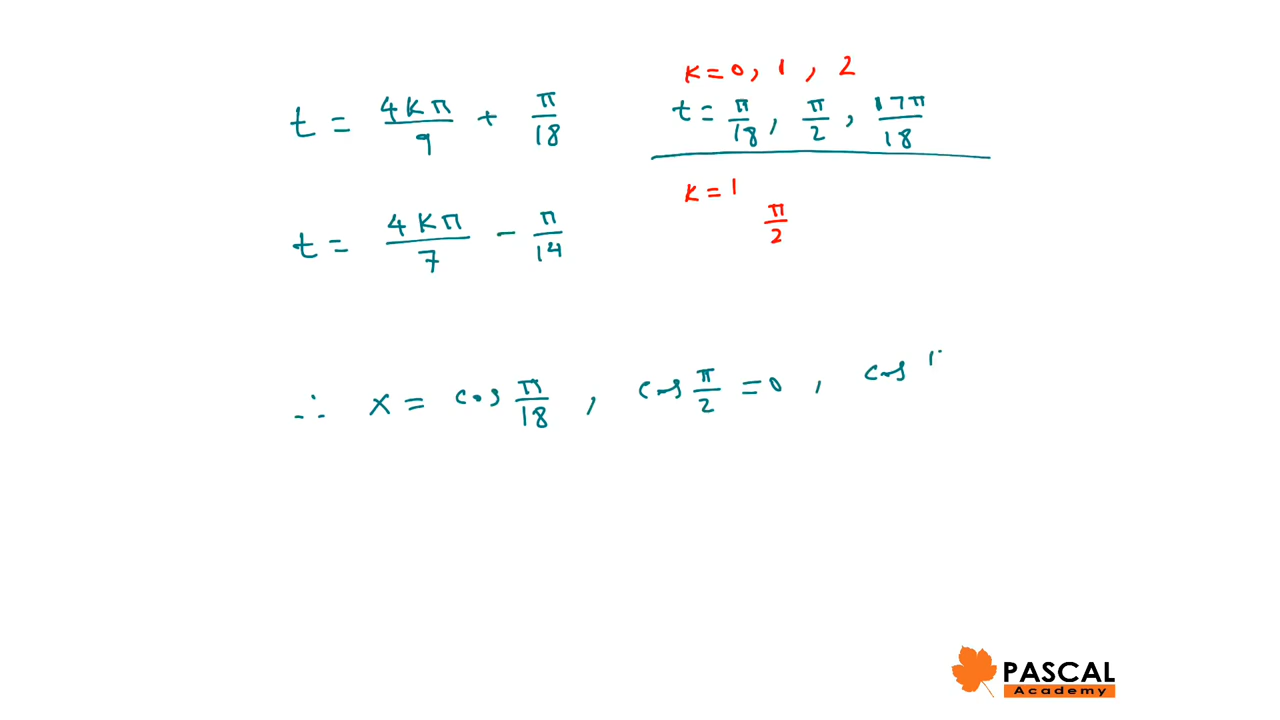 t = 4kπ/9 + π/18
k = 0, 1, 2
t = π/18, π/2, 17π/18
t = 4kπ/7 - π/14
k = 1
π/2
∴ x = cos π/18, cos π/2 = 0, cos
PASCAL
Academy